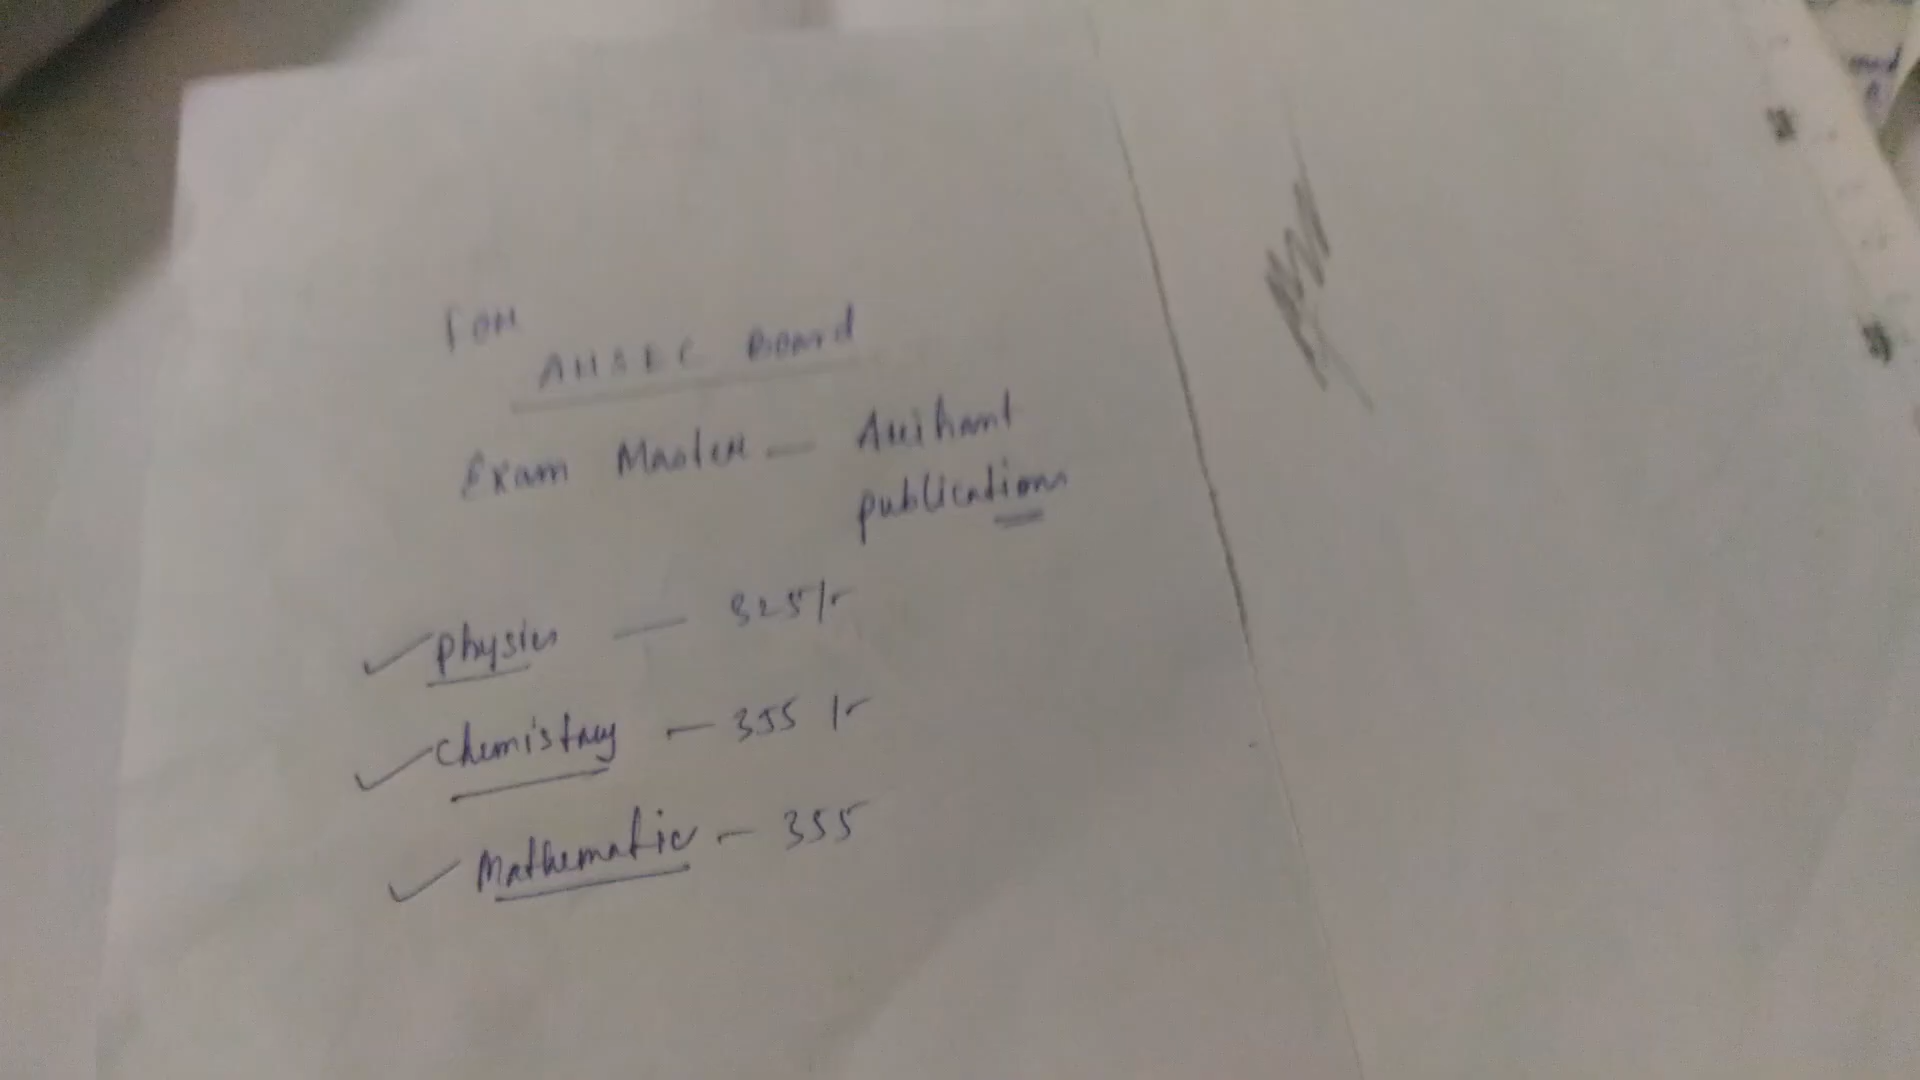 For
AHSEC Board
Exam Master — Arihant
publications
Physics — 325/-
Chemistry — 355/-
Mathematic — 355